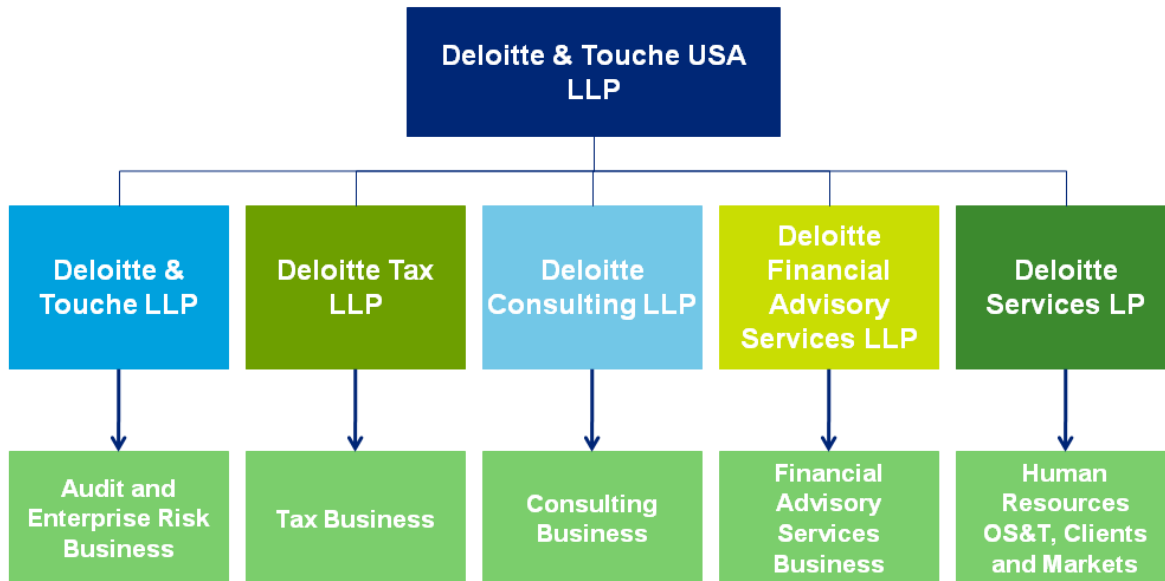 Deloitte & Touche USA
LLP
Deloitte &
Touche LLP
Deloitte Tax
LLP
Deloitte
Consulting LLP
Deloitte
Financial
Advisory
Services LLP
Deloitte
Services LP
Audit and
Enterprise Risk
Business
Tax Business
Consulting
Business
Financial
Advisory
Services
Business
Human
Resources
OS&T, Clients
and Markets